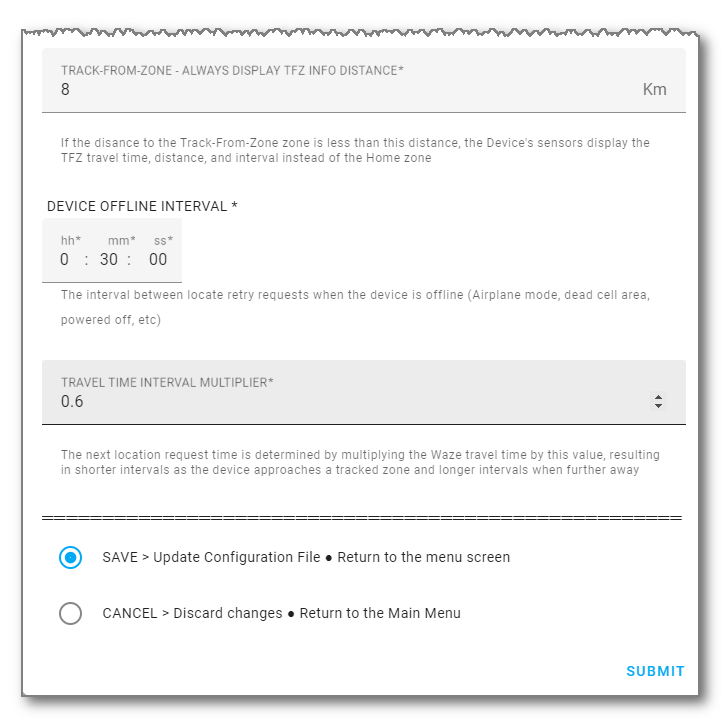 TRACK-FROM-ZONE - ALWAYS DISPLAY TFZ INFO DISTANCE*
8 Km
If the disance to the Track-From-Zone zone is less than this distance, the Device's sensors display the
TFZ travel time, distance, and interval instead of the Home zone
DEVICE OFFLINE INTERVAL *
hh* mm* ss*
0 : 30 : 00
The interval between locate retry requests when the device is offline (Airplane mode, dead cell area,
powered off, etc)
TRAVEL TIME INTERVAL MULTIPLIER*
0.6
The next location request time is determined by multiplying the Waze travel time by this value, resulting
in shorter intervals as the device approaches a tracked zone and longer intervals when further away
================================================================
SAVE > Update Configuration File ● Return to the menu screen
CANCEL > Discard changes ● Return to the Main Menu
SUBMIT